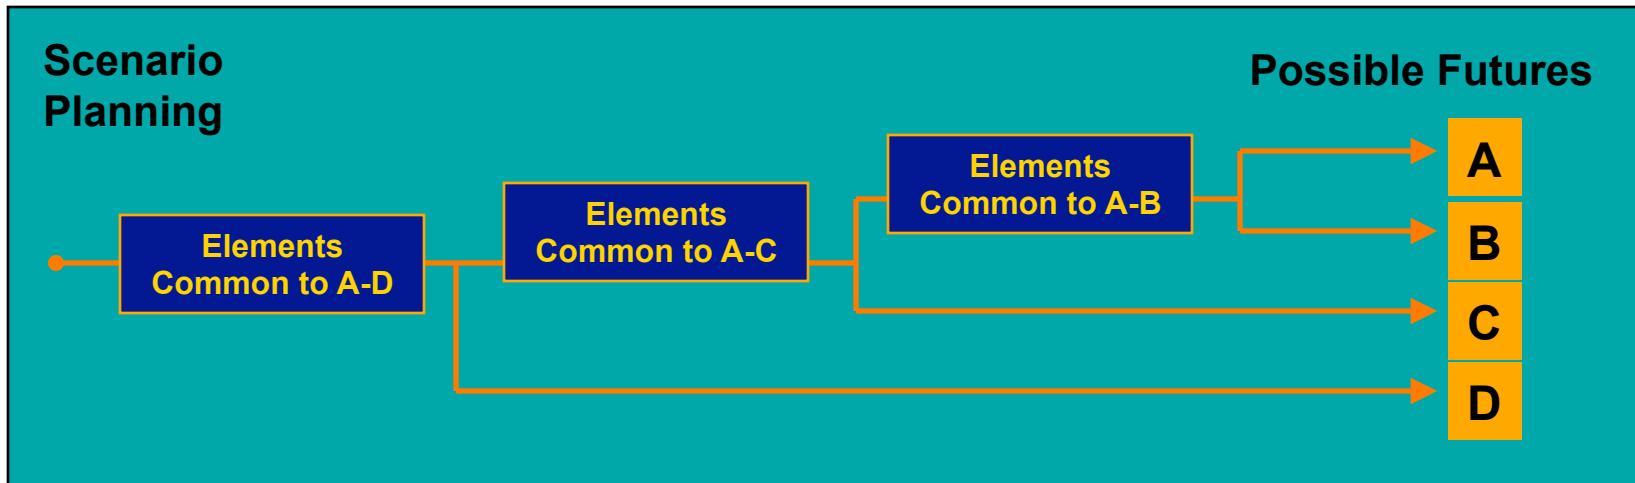 Scenario
Planning
Possible Futures
Elements
Common to A-D
Elements
Common to A-C
Elements
Common to A-B
A
B
C
D